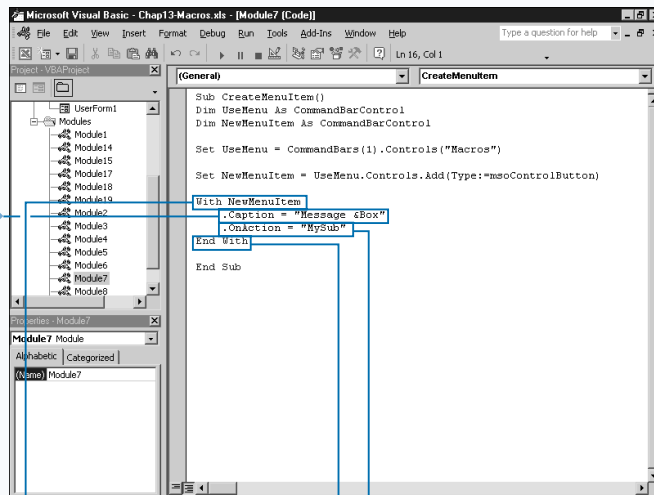 Microsoft Visual Basic - Chap13-Macros.xls - [Module7 (Code)]
File Edit View Insert Format Debug Run Tools Add-Ins Window Help Type a question for help
Ln 16, Col 1
Project - VBAProject
(General) CreateMenuItem
UserForm1
Modules
Module1
Module14
Module15
Module17
Module18
Module19
Module2
Module3
Module4
Module5
Module6
Module7
Module8
Sub CreateMenuItem()
Dim UseMenu As CommandBarControl
Dim NewMenuItem As CommandBarControl
Set UseMenu = CommandBars(1).Controls("Macros")
Set NewMenuItem = UseMenu.Controls.Add(Type:=msoControlButton)
With NewMenuItem
.Caption = "Message &Box"
.OnAction = "MySub"
End With
End Sub
Properties - Module7
Module7 Module
Alphabetic Categorized
(Name) Module7